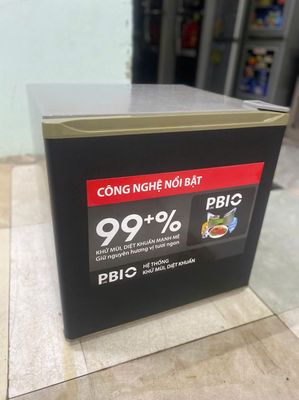 CÔNG NGHỆ NỔI BẬT
99+%
PBIO
KHỬ MÙI, DIỆT KHUẨN MẠNH MẼ
Giữ nguyên hương vị tươi ngon
PBIO
HỆ THỐNG
KHỬ MÙI, DIỆT KHUẨN